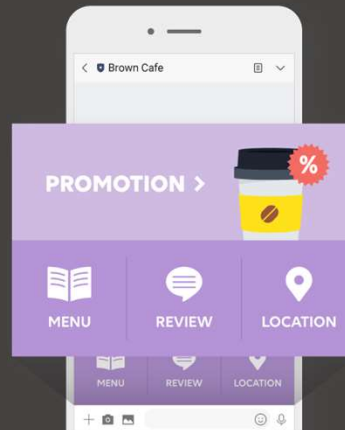 Brown Cafe
PROMOTION >
%
MENU REVIEW LOCATION
MENU REVIEW LOCATION